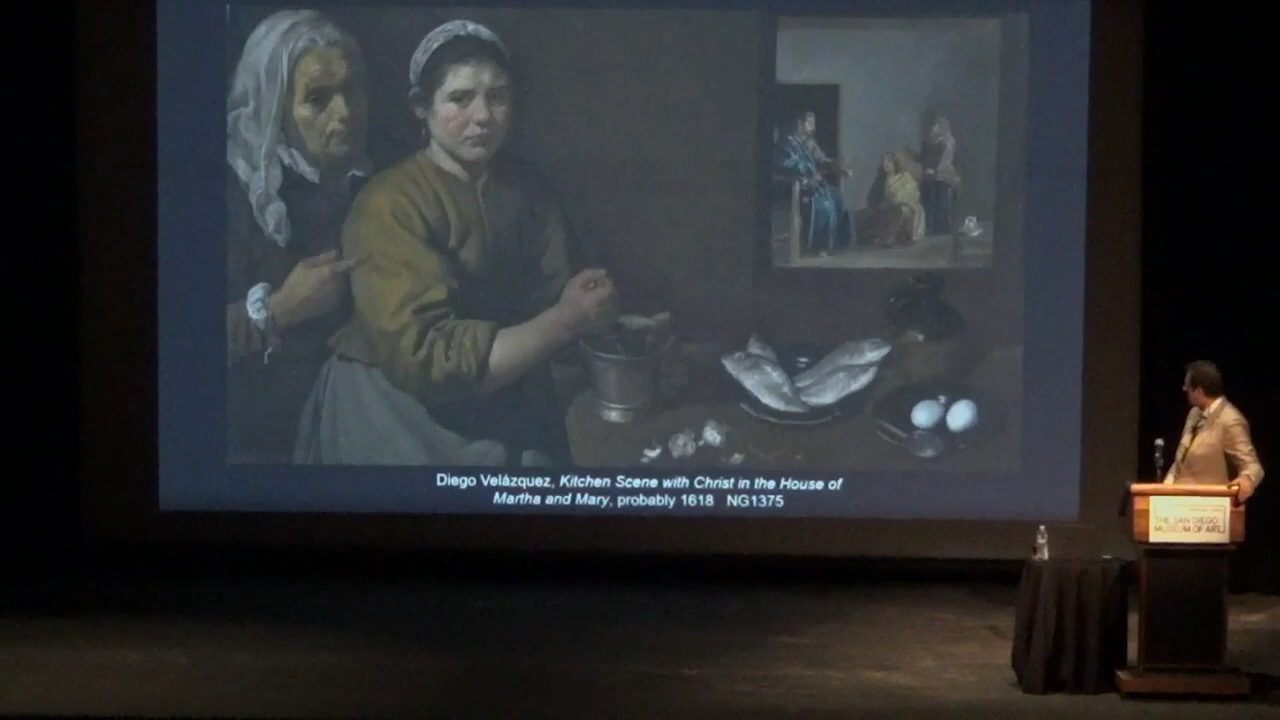 Diego Velázquez, Kitchen Scene with Christ in the House of
Martha and Mary, probably 1618 NG1375
THE SAN DIEGO
MUSEUM OF ART